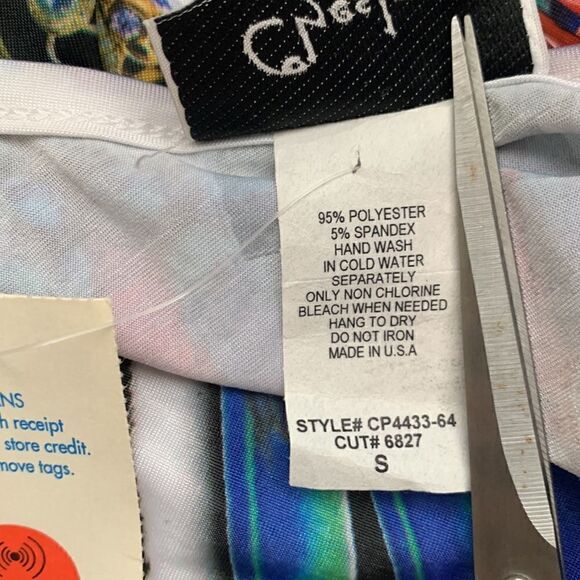 95% POLYESTER
5% SPANDEX
HAND WASH
IN COLD WATER
SEPARATELY
ONLY NON CHLORINE
BLEACH WHEN NEEDED
HANG TO DRY
DO NOT IRON
MADE IN U.S.A
STYLE# CP4433-64
CUT# 6827
S
NS
h receipt
store credit.
move tags.